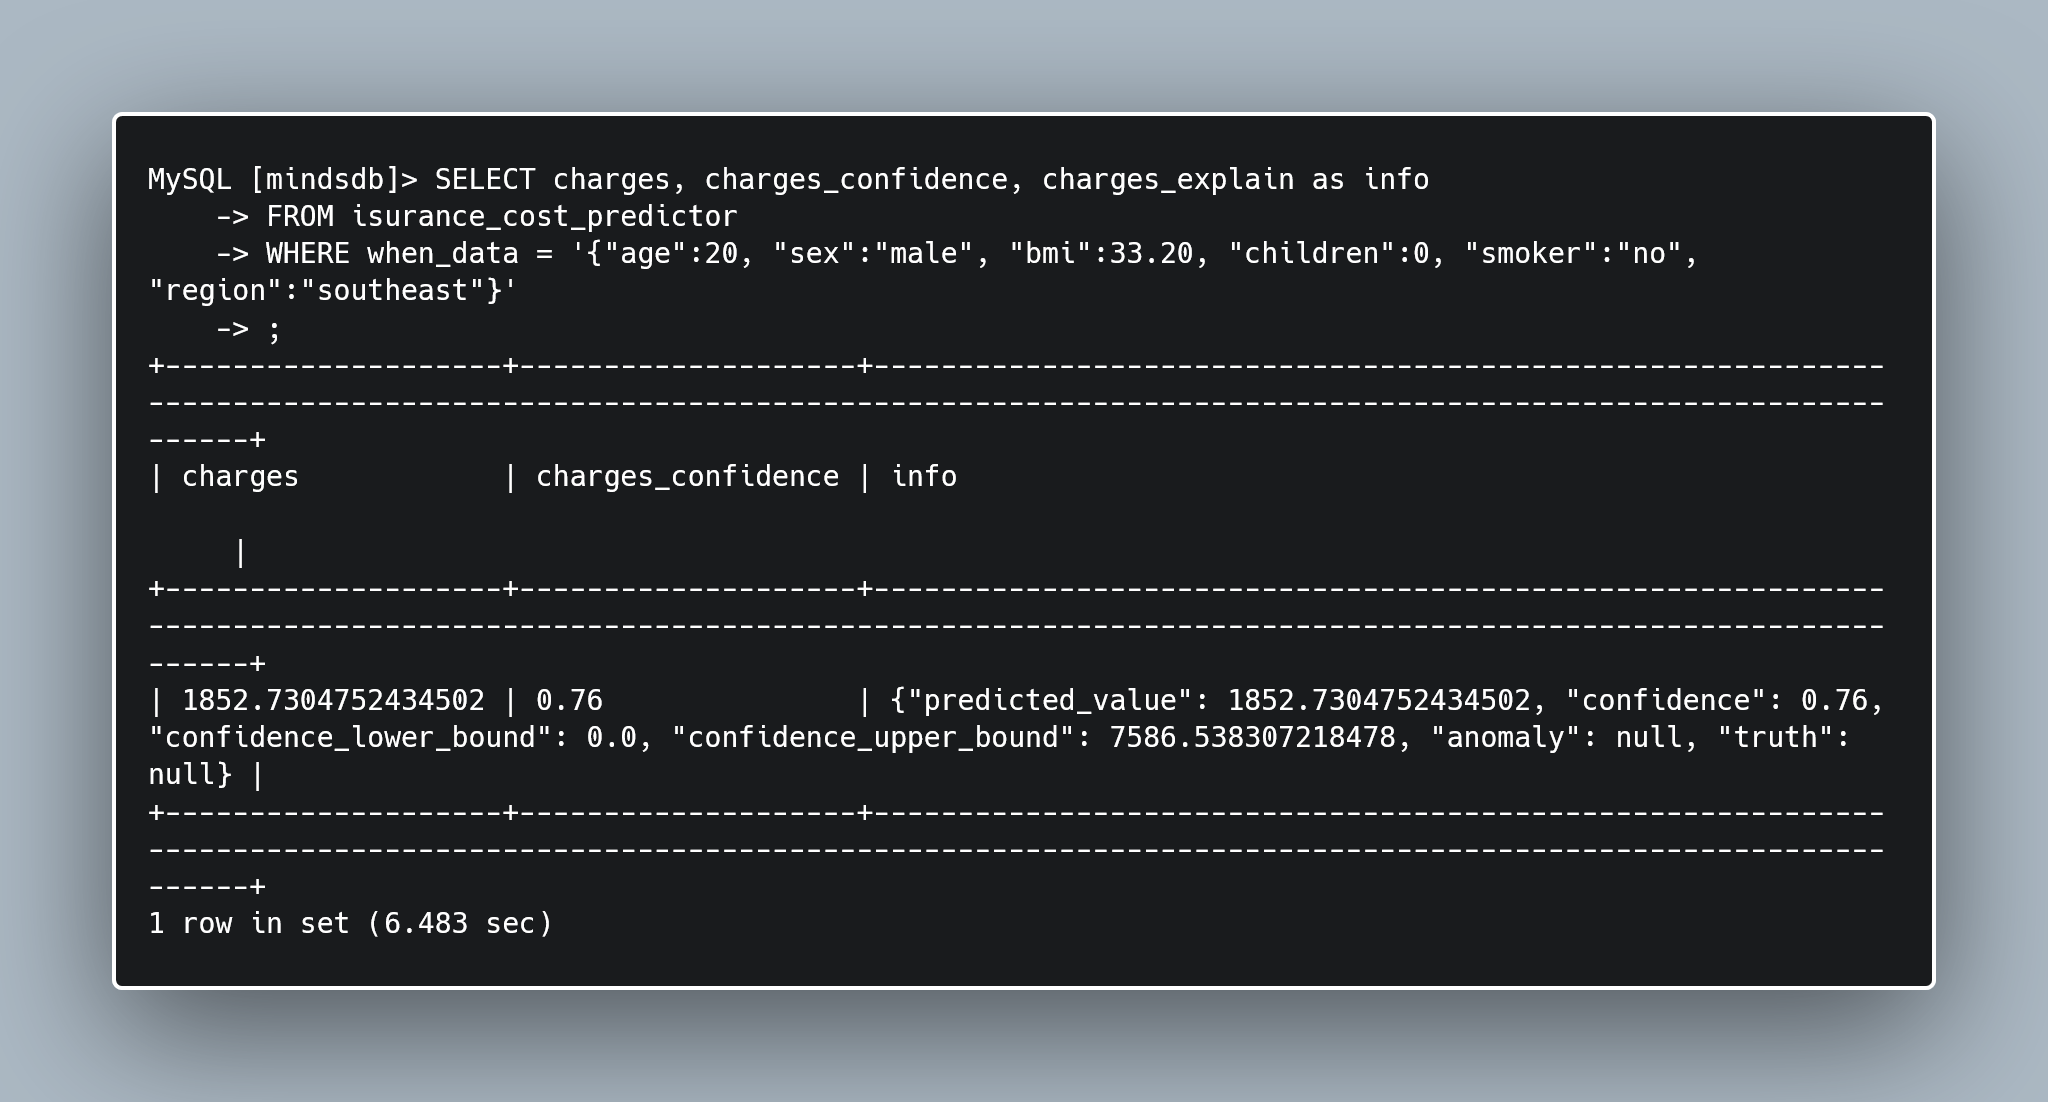 MySQL [mindsdb]> SELECT charges, charges_confidence, charges_explain as info
    -> FROM isurance_cost_predictor
    -> WHERE when_data = '{"age":20, "sex":"male", "bmi":33.20, "children":0, "smoker":"no",
"region":"southeast"}'
    -> ;
+--------------------+--------------------+------------------------------------------------------------
-------------------------------------------------------------------------------------------------------
------+
| charges            | charges_confidence | info
     |
+--------------------+--------------------+------------------------------------------------------------
-------------------------------------------------------------------------------------------------------
------+
| 1852.7304752434502 | 0.76               | {"predicted_value": 1852.7304752434502, "confidence": 0.76,
"confidence_lower_bound": 0.0, "confidence_upper_bound": 7586.538307218478, "anomaly": null, "truth":
null} |
+--------------------+--------------------+------------------------------------------------------------
-------------------------------------------------------------------------------------------------------
------+
1 row in set (6.483 sec)